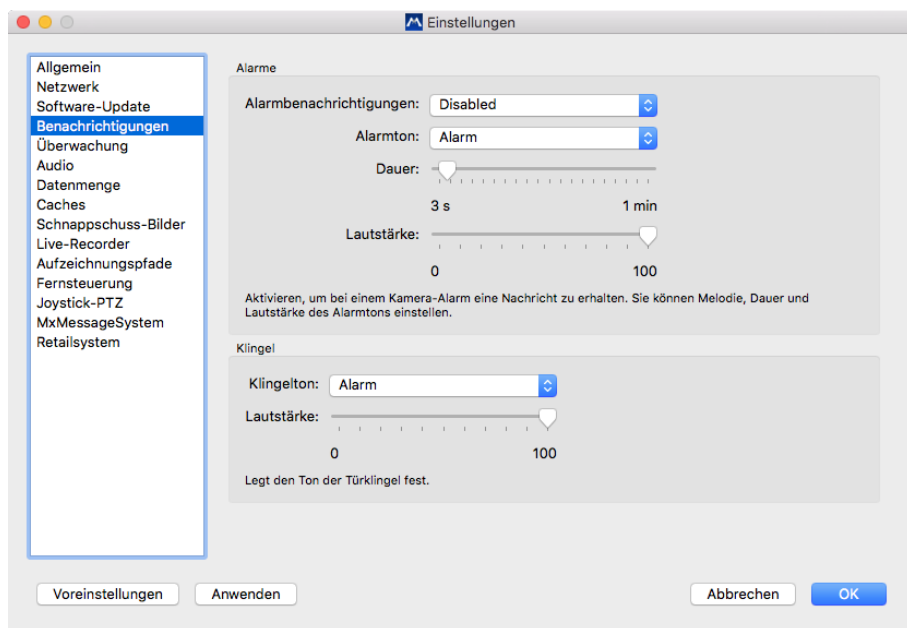 Einstellungen
Allgemein
Netzwerk
Software-Update
Benachrichtigungen
Überwachung
Audio
Datenmenge
Caches
Schnappschuss-Bilder
Live-Recorder
Aufzeichnungspfade
Fernsteuerung
Joystick-PTZ
MxMessageSystem
Retailsystem
Alarme
Alarmbenachrichtigungen: Disabled
Alarmton: Alarm
Dauer:
3 s 1 min
Lautstärke:
0 100
Aktivieren, um bei einem Kamera-Alarm eine Nachricht zu erhalten. Sie können Melodie, Dauer und
Lautstärke des Alarmtons einstellen.
Klingel
Klingelton: Alarm
Lautstärke:
0 100
Legt den Ton der Türklingel fest.
Voreinstellungen Anwenden Abbrechen OK